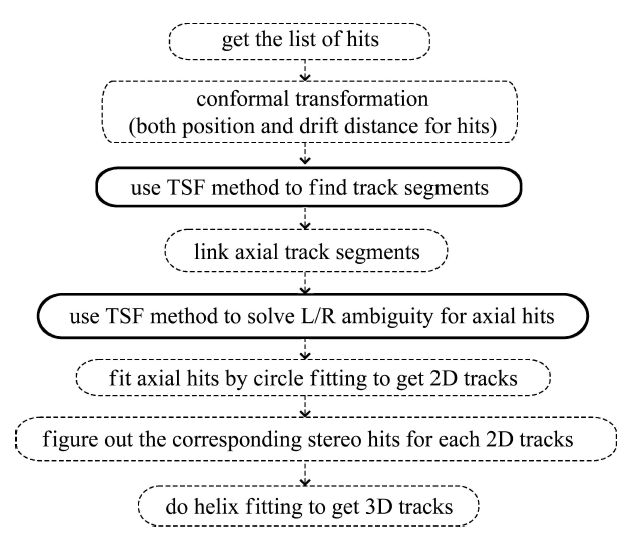 get the list of hits
conformal transformation
(both position and drift distance for hits)
use TSF method to find track segments
link axial track segments
use TSF method to solve L/R ambiguity for axial hits
fit axial hits by circle fitting to get 2D tracks
figure out the corresponding stereo hits for each 2D tracks
do helix fitting to get 3D tracks